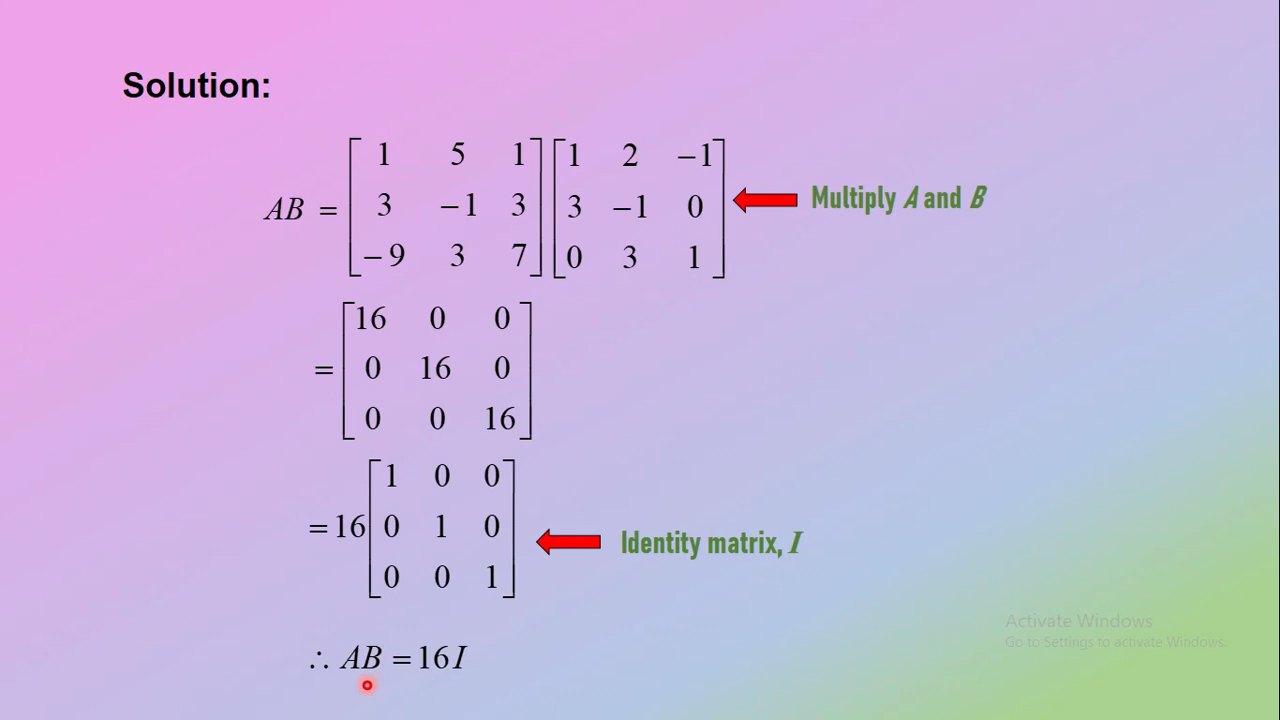 Solution:
AB = [1 5 1; 3 −1 3; −9 3 7] [1 2 −1; 3 −1 0; 0 3 1] Multiply A and B
= [16 0 0; 0 16 0; 0 0 16]
= 16 [1 0 0; 0 1 0; 0 0 1] Identity matrix, I
∴ AB = 16I
Activate Windows
Go to Settings to activate Windows.